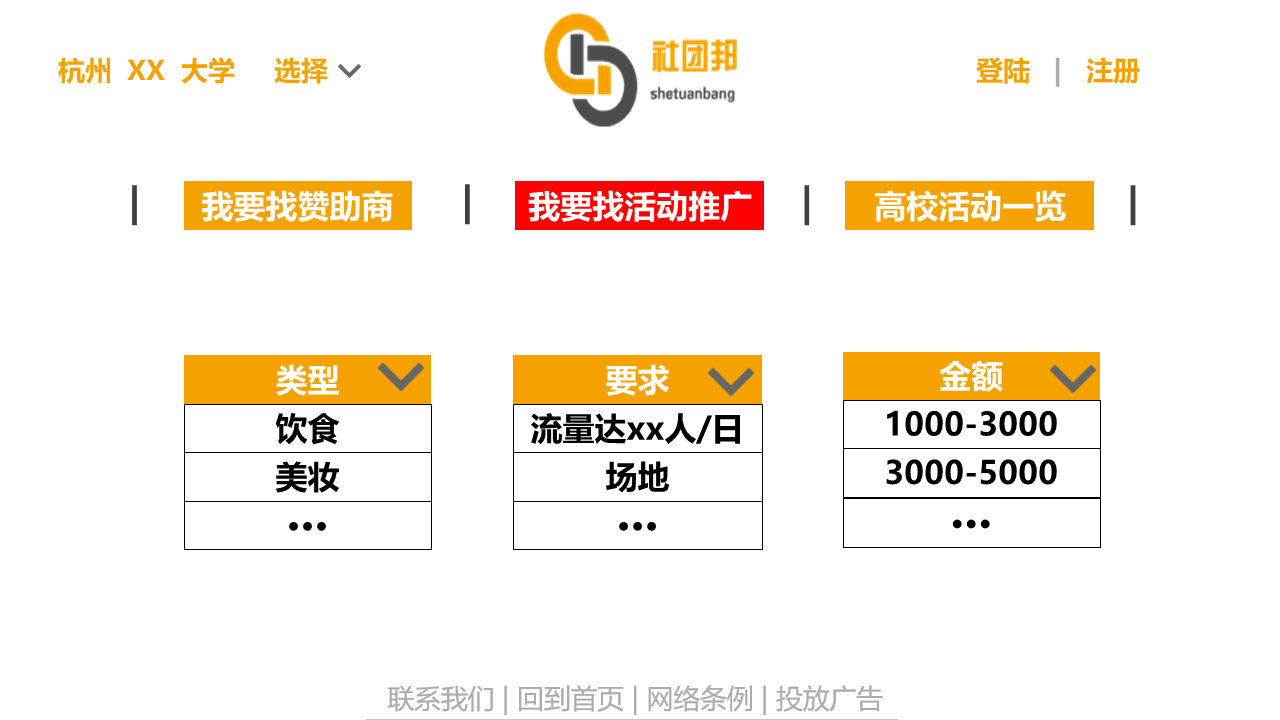 杭州 XX 大学 选择
社团邦
shetuanbang
登陆 | 注册
我要找赞助商 | 我要找活动推广 | 高校活动一览
类型
饮食
美妆
•••
要求
流量达xx人/日
场地
•••
金额
1000-3000
3000-5000
•••
联系我们 | 回到首页 | 网络条例 | 投放广告